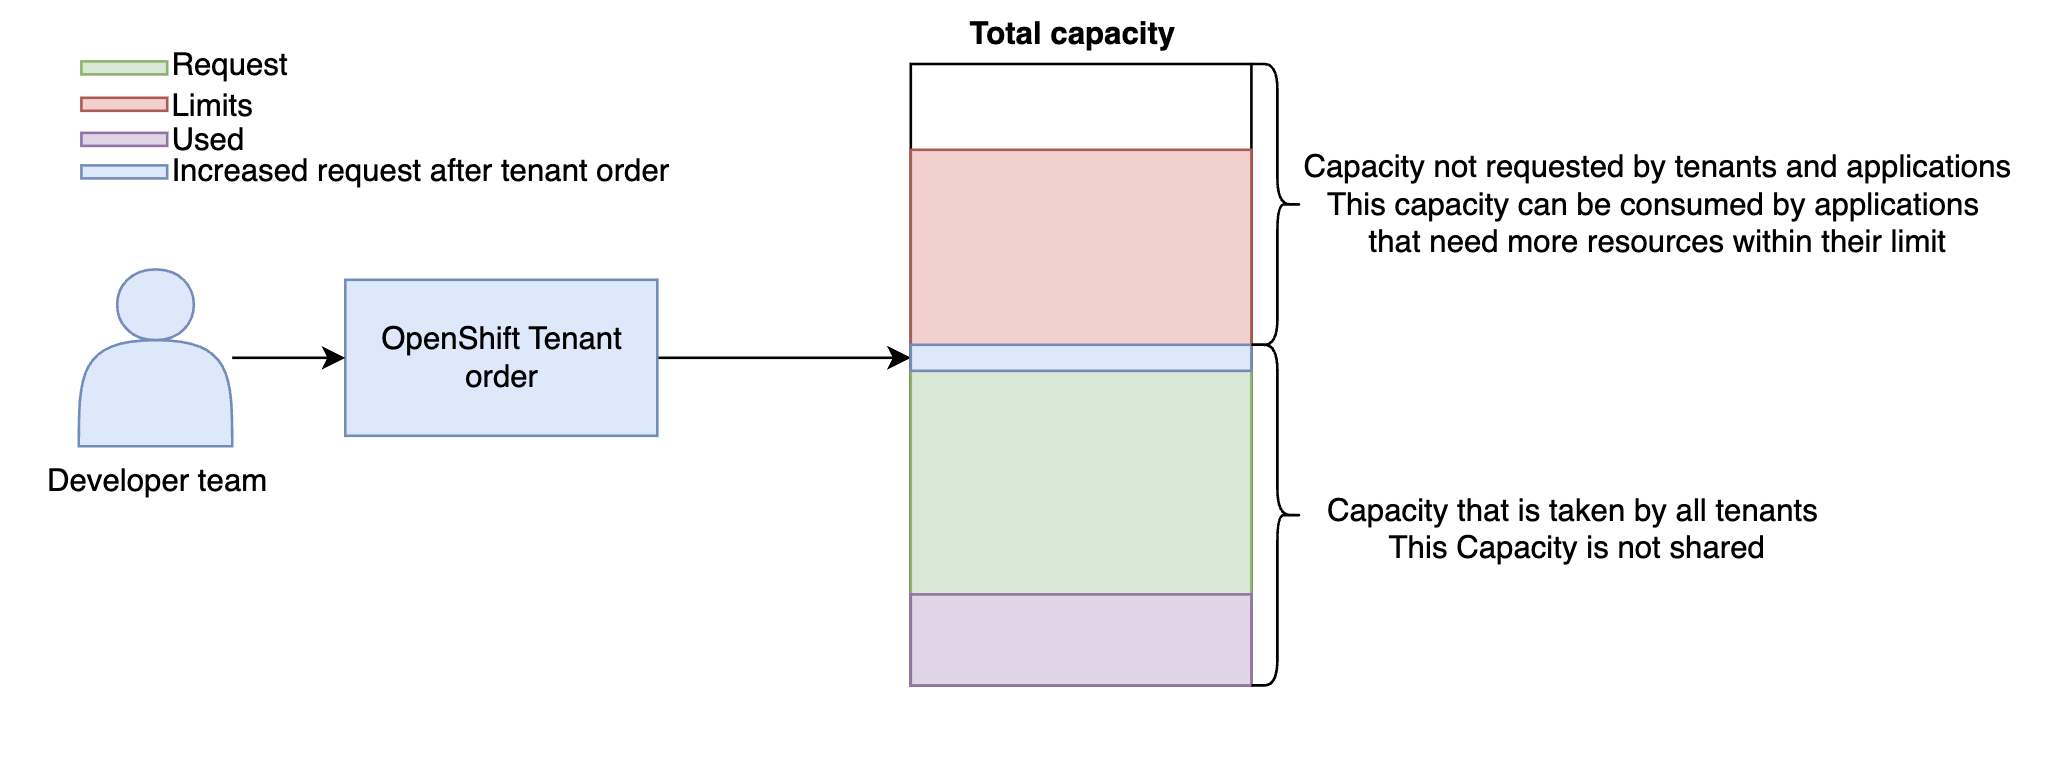 Total capacity
Request
Limits
Used
Increased request after tenant order
Capacity not requested by tenants and applications
This capacity can be consumed by applications
that need more resources within their limit
OpenShift Tenant
order
Developer team
Capacity that is taken by all tenants
This Capacity is not shared